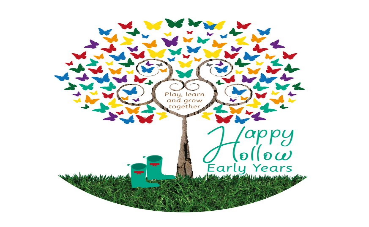 Play, learn
and grow
together
Happy
Hollow
Early Years